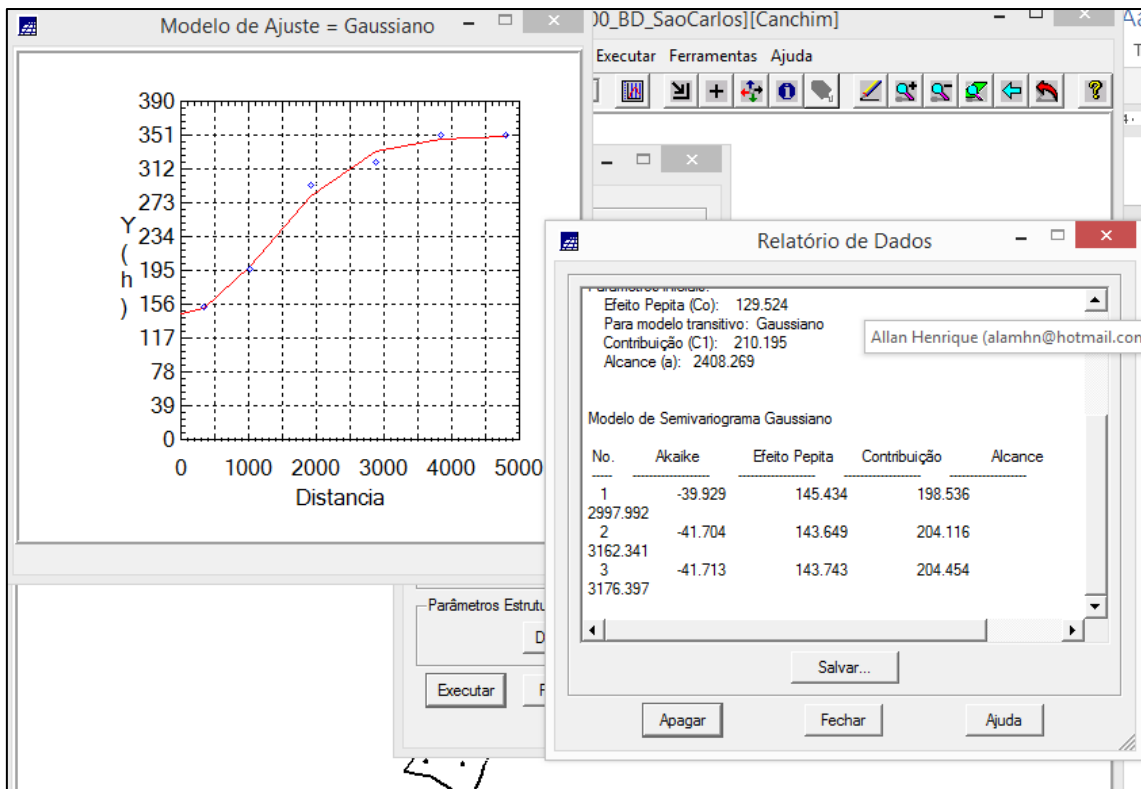 Modelo de Ajuste = Gaussiano
390
351
312
273
234
195
156
117
78
39
0
Y
(
h
)
0 1000 2000 3000 4000 5000
Distancia
00_BD_SaoCarlos][Canchim]
Executar Ferramentas Ajuda
Relatório de Dados
Parâmetros Iniciais:
Efeito Pepita (Co): 129.524
Para modelo transitivo: Gaussiano
Contribuição (C1): 210.195
Alcance (a): 2408.269
Allan Henrique (alamhn@hotmail.con
Modelo de Semivariograma Gaussiano
No. Akaike Efeito Pepita Contribuição Alcance
----- -------------------- -------------------- -------------------- --------------------
1 -39.929 145.434 198.536
2997.992
2 -41.704 143.649 204.116
3162.341
3 -41.713 143.743 204.454
3176.397
Salvar...
Apagar Fechar Ajuda
Parâmetros Estrutu
D
Executar F